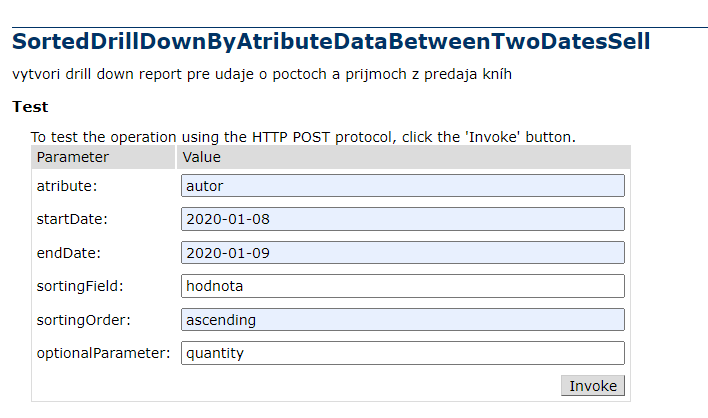 SortedDrillDownByAtributeDataBetweenTwoDatesSell
vytvori drill down report pre udaje o poctoch a prijmoch z predaja kníh
Test
To test the operation using the HTTP POST protocol, click the 'Invoke' button.
Parameter Value
atribute: autor
startDate: 2020-01-08
endDate: 2020-01-09
sortingField: hodnota
sortingOrder: ascending
optionalParameter: quantity
Invoke